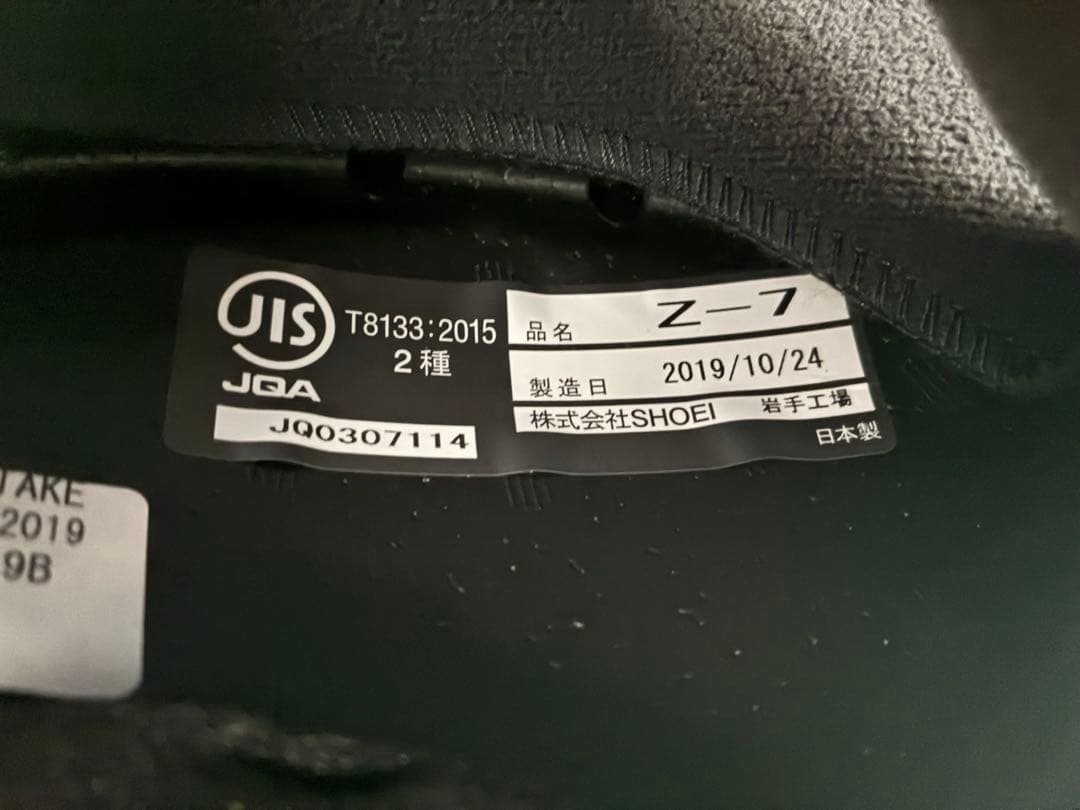 JIS
JQA
T8133:2015
2種
JQ0307114
品名 Z-7
製造日 2019/10/24
株式会社SHOEI 岩手工場
日本製
TAKE
2019
9B